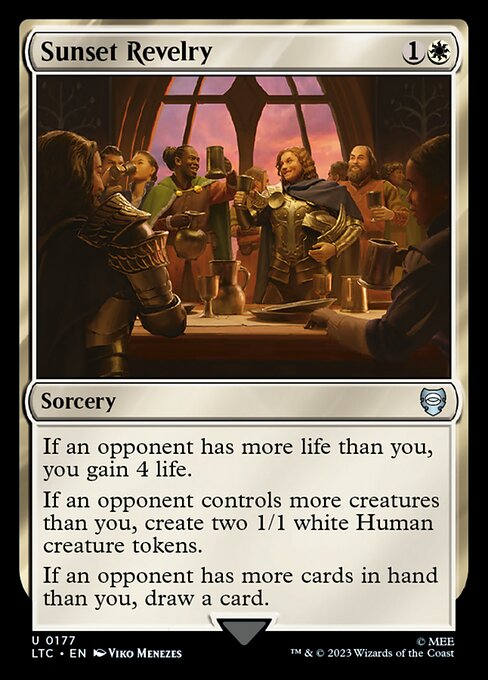 Sunset Revelry 1
Sorcery
If an opponent has more life than you,
you gain 4 life.
If an opponent controls more creatures
than you, create two 1/1 white Human
creature tokens.
If an opponent has more cards in hand
than you, draw a card.
U 0177 © MEE
LTC • EN Viko Menezes ™ & © 2023 Wizards of the Coast